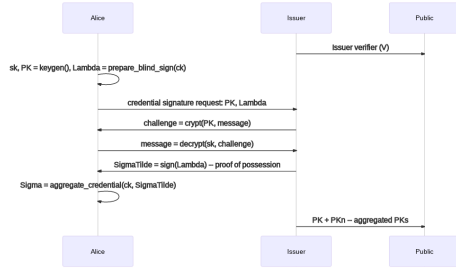 Alice Issuer Public
Issuer verifier (V)
sk, PK = keygen(), Lambda = prepare_blind_sign(ck)
credential signature request: PK, Lambda
challenge = crypt(PK, message)
message = decrypt(sk, challenge)
SigmaTilde = sign(Lambda) -- proof of possession
Sigma = aggregate_credential(ck, SigmaTilde)
PK + PKn -- aggregated PKs
Alice Issuer Public